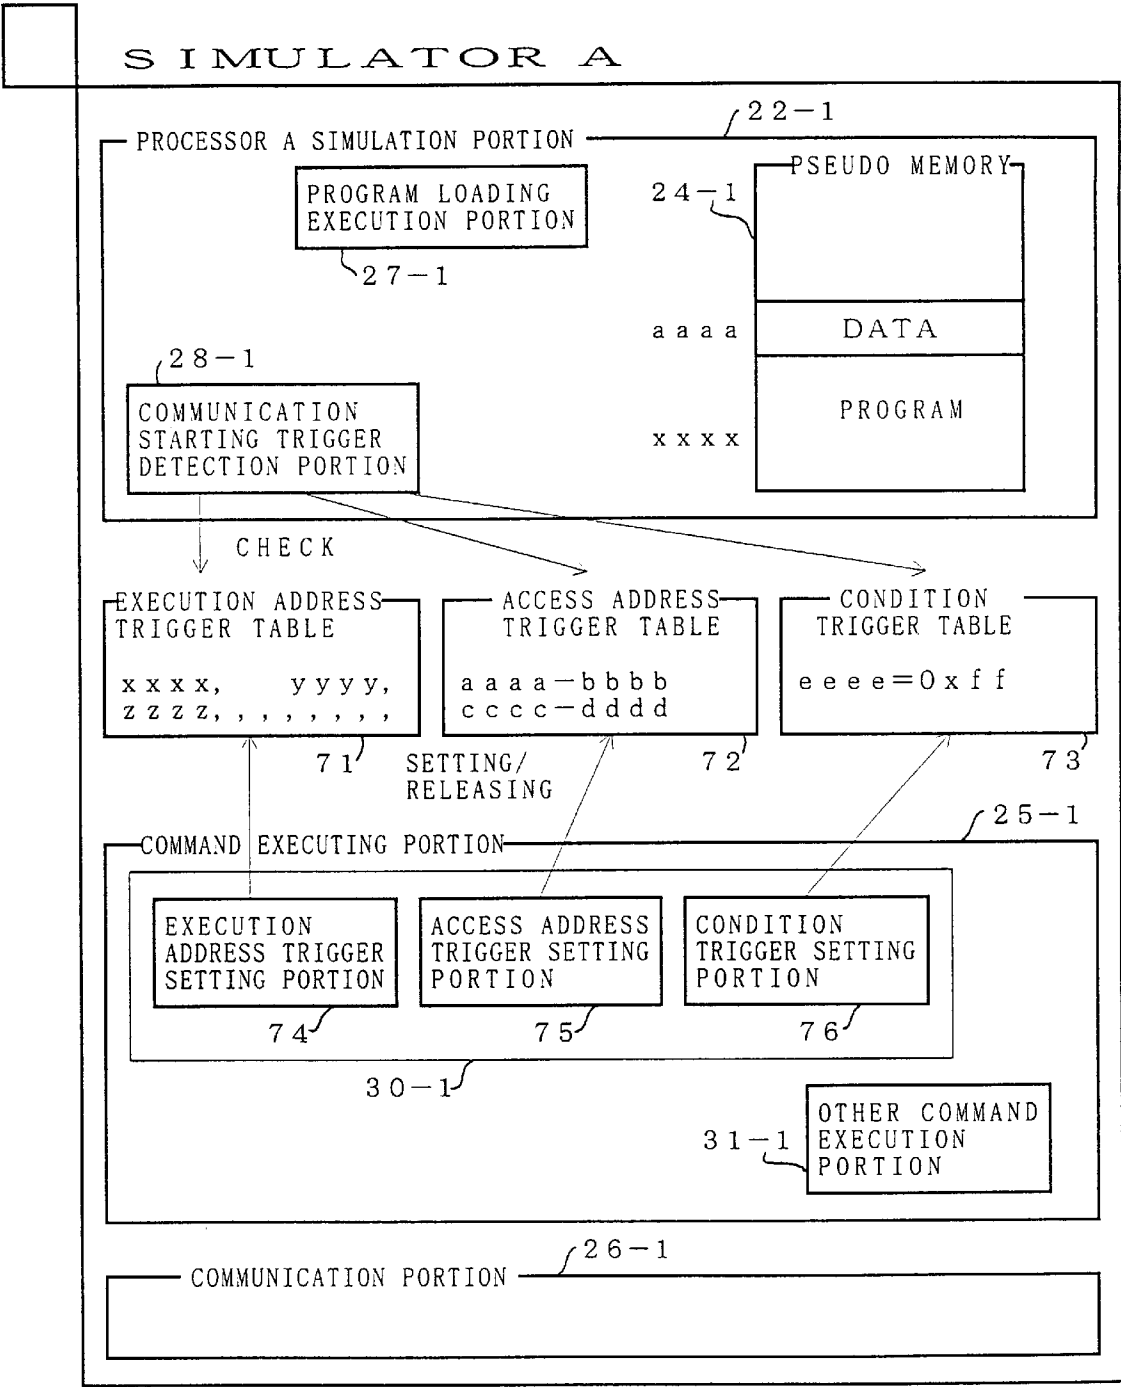 SIMULATOR A
22-1
PROCESSOR A SIMULATION PORTION
PROGRAM LOADING
EXECUTION PORTION
27-1
PSEUDO MEMORY
24-1
aaaa
DATA
PROGRAM
xxxx
28-1
COMMUNICATION
STARTING TRIGGER
DETECTION PORTION
CHECK
EXECUTION ADDRESS
TRIGGER TABLE
xxxx, yyyy,
zzzz, , , , , , , ,
71
ACCESS ADDRESS
TRIGGER TABLE
aaaa-bbbb
cccc-dddd
72
CONDITION
TRIGGER TABLE
eeee=0xff
73
SETTING/
RELEASING
25-1
COMMAND EXECUTING PORTION
EXECUTION
ADDRESS TRIGGER
SETTING PORTION
74
ACCESS ADDRESS
TRIGGER SETTING
PORTION
75
CONDITION
TRIGGER SETTING
PORTION
76
30-1
OTHER COMMAND
EXECUTION
PORTION
31-1
26-1
COMMUNICATION PORTION